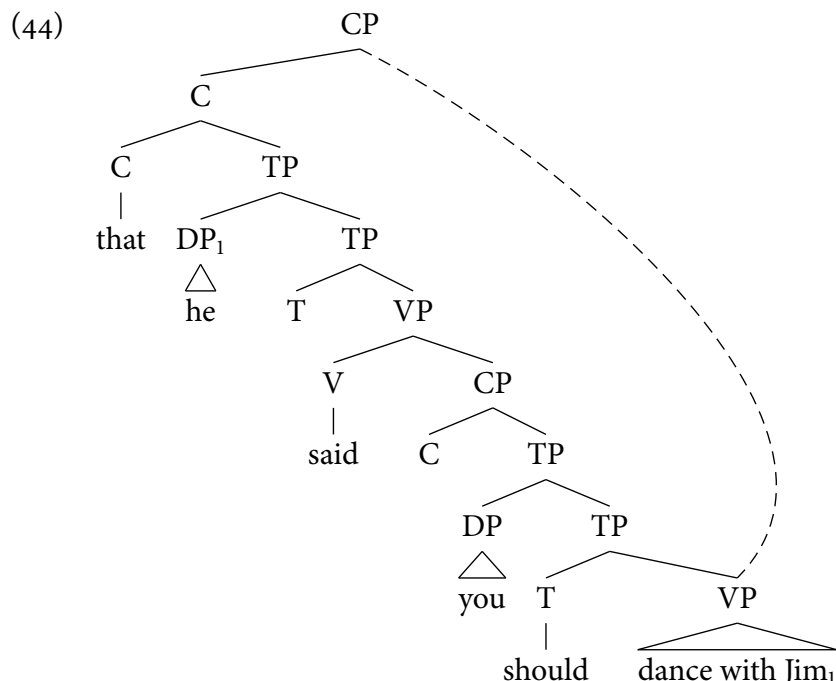 (44) CP
C
C TP
that DP₁ TP
he T VP
V CP
said C TP
DP TP
you T VP
should dance with Jim₁